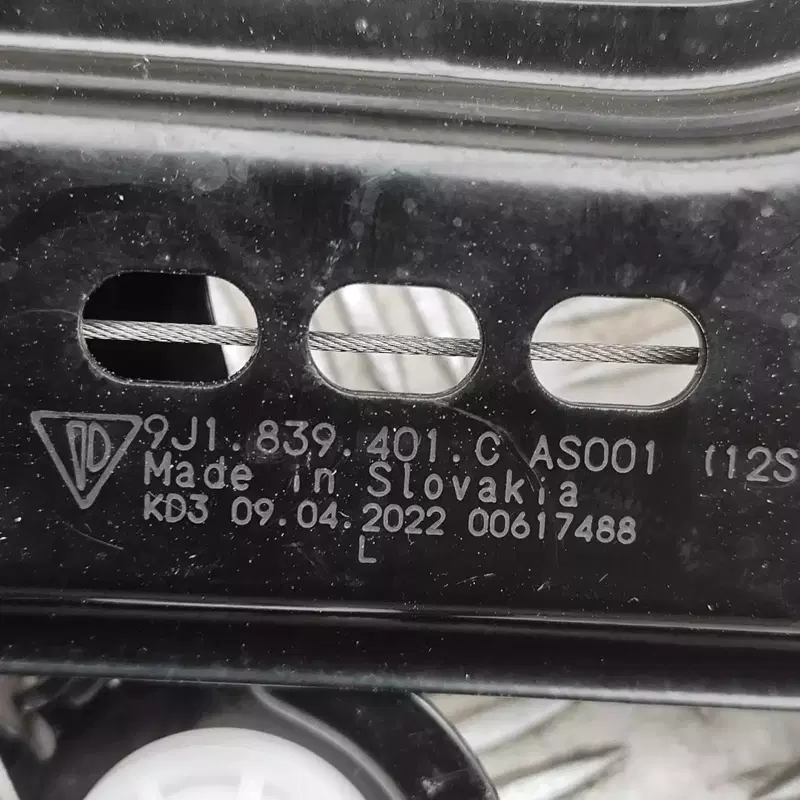 9J1.839.401.C AS001 (12S
Made in Slovakia
KD3 09.04.2022 00617488
L